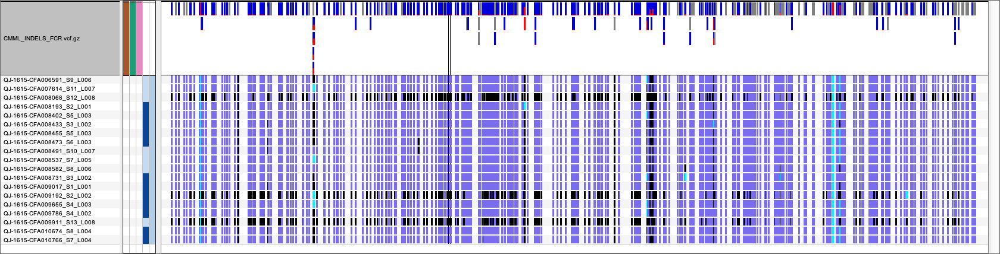 CMML_INDELS_FCR.vcf.gz
QJ-1615-CFA006591_S9_L006
QJ-1615-CFA007614_S11_L007
QJ-1615-CFA008068_S12_L008
QJ-1615-CFA008193_S2_L001
QJ-1615-CFA008402_S5_L003
QJ-1615-CFA008433_S3_L002
QJ-1615-CFA008455_S5_L003
QJ-1615-CFA008473_S6_L003
QJ-1615-CFA008491_S10_L007
QJ-1615-CFA008537_S7_L005
QJ-1615-CFA008582_S8_L006
QJ-1615-CFA008731_S3_L002
QJ-1615-CFA009017_S1_L001
QJ-1615-CFA009192_S2_L002
QJ-1615-CFA009655_S4_L003
QJ-1615-CFA009786_S4_L002
QJ-1615-CFA009911_S13_L008
QJ-1615-CFA010674_S8_L004
QJ-1615-CFA010766_S7_L004